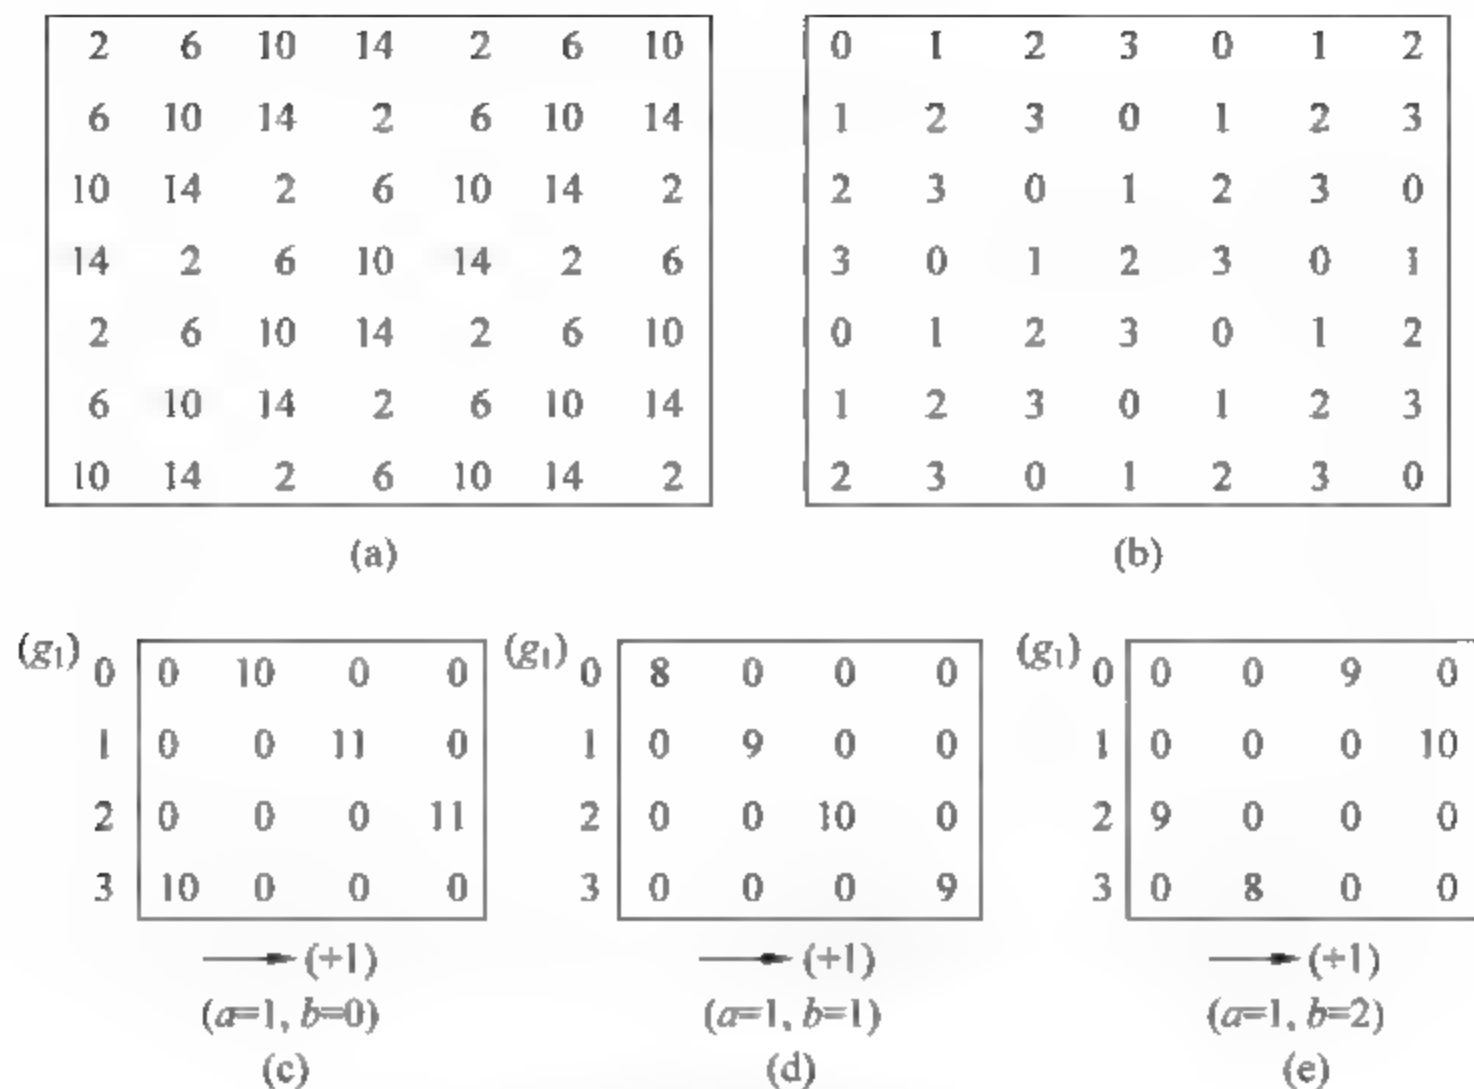 2 6 10 14 2 6 10
6 10 14 2 6 10 14
10 14 2 6 10 14 2
14 2 6 10 14 2 6
2 6 10 14 2 6 10
6 10 14 2 6 10 14
10 14 2 6 10 14 2
(a)
0 1 2 3 0 1 2
1 2 3 0 1 2 3
2 3 0 1 2 3 0
3 0 1 2 3 0 1
0 1 2 3 0 1 2
1 2 3 0 1 2 3
2 3 0 1 2 3 0
(b)
(g₁) 0 0 10 0 0
1 0 0 11 0
2 0 0 0 11
3 10 0 0 0
(+1)
(a=1, b=0)
(c)
(g₁) 0 8 0 0 0
1 0 9 0 0
2 0 0 10 0
3 0 0 0 9
(+1)
(a=1, b=1)
(d)
(g₁) 0 0 0 9 0
1 0 0 0 10
2 9 0 0 0
3 0 8 0 0
(+1)
(a=1, b=2)
(e)